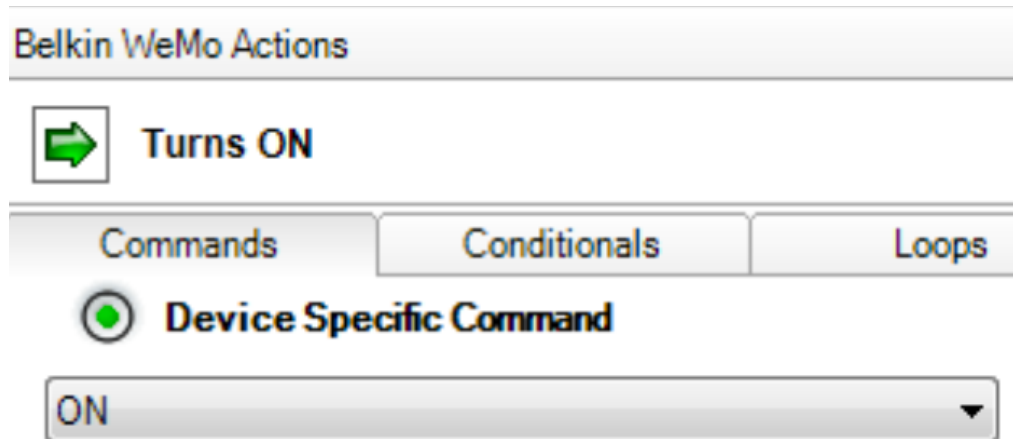 Belkin WeMo Actions
Turns ON
Commands Conditionals Loops
Device Specific Command
ON